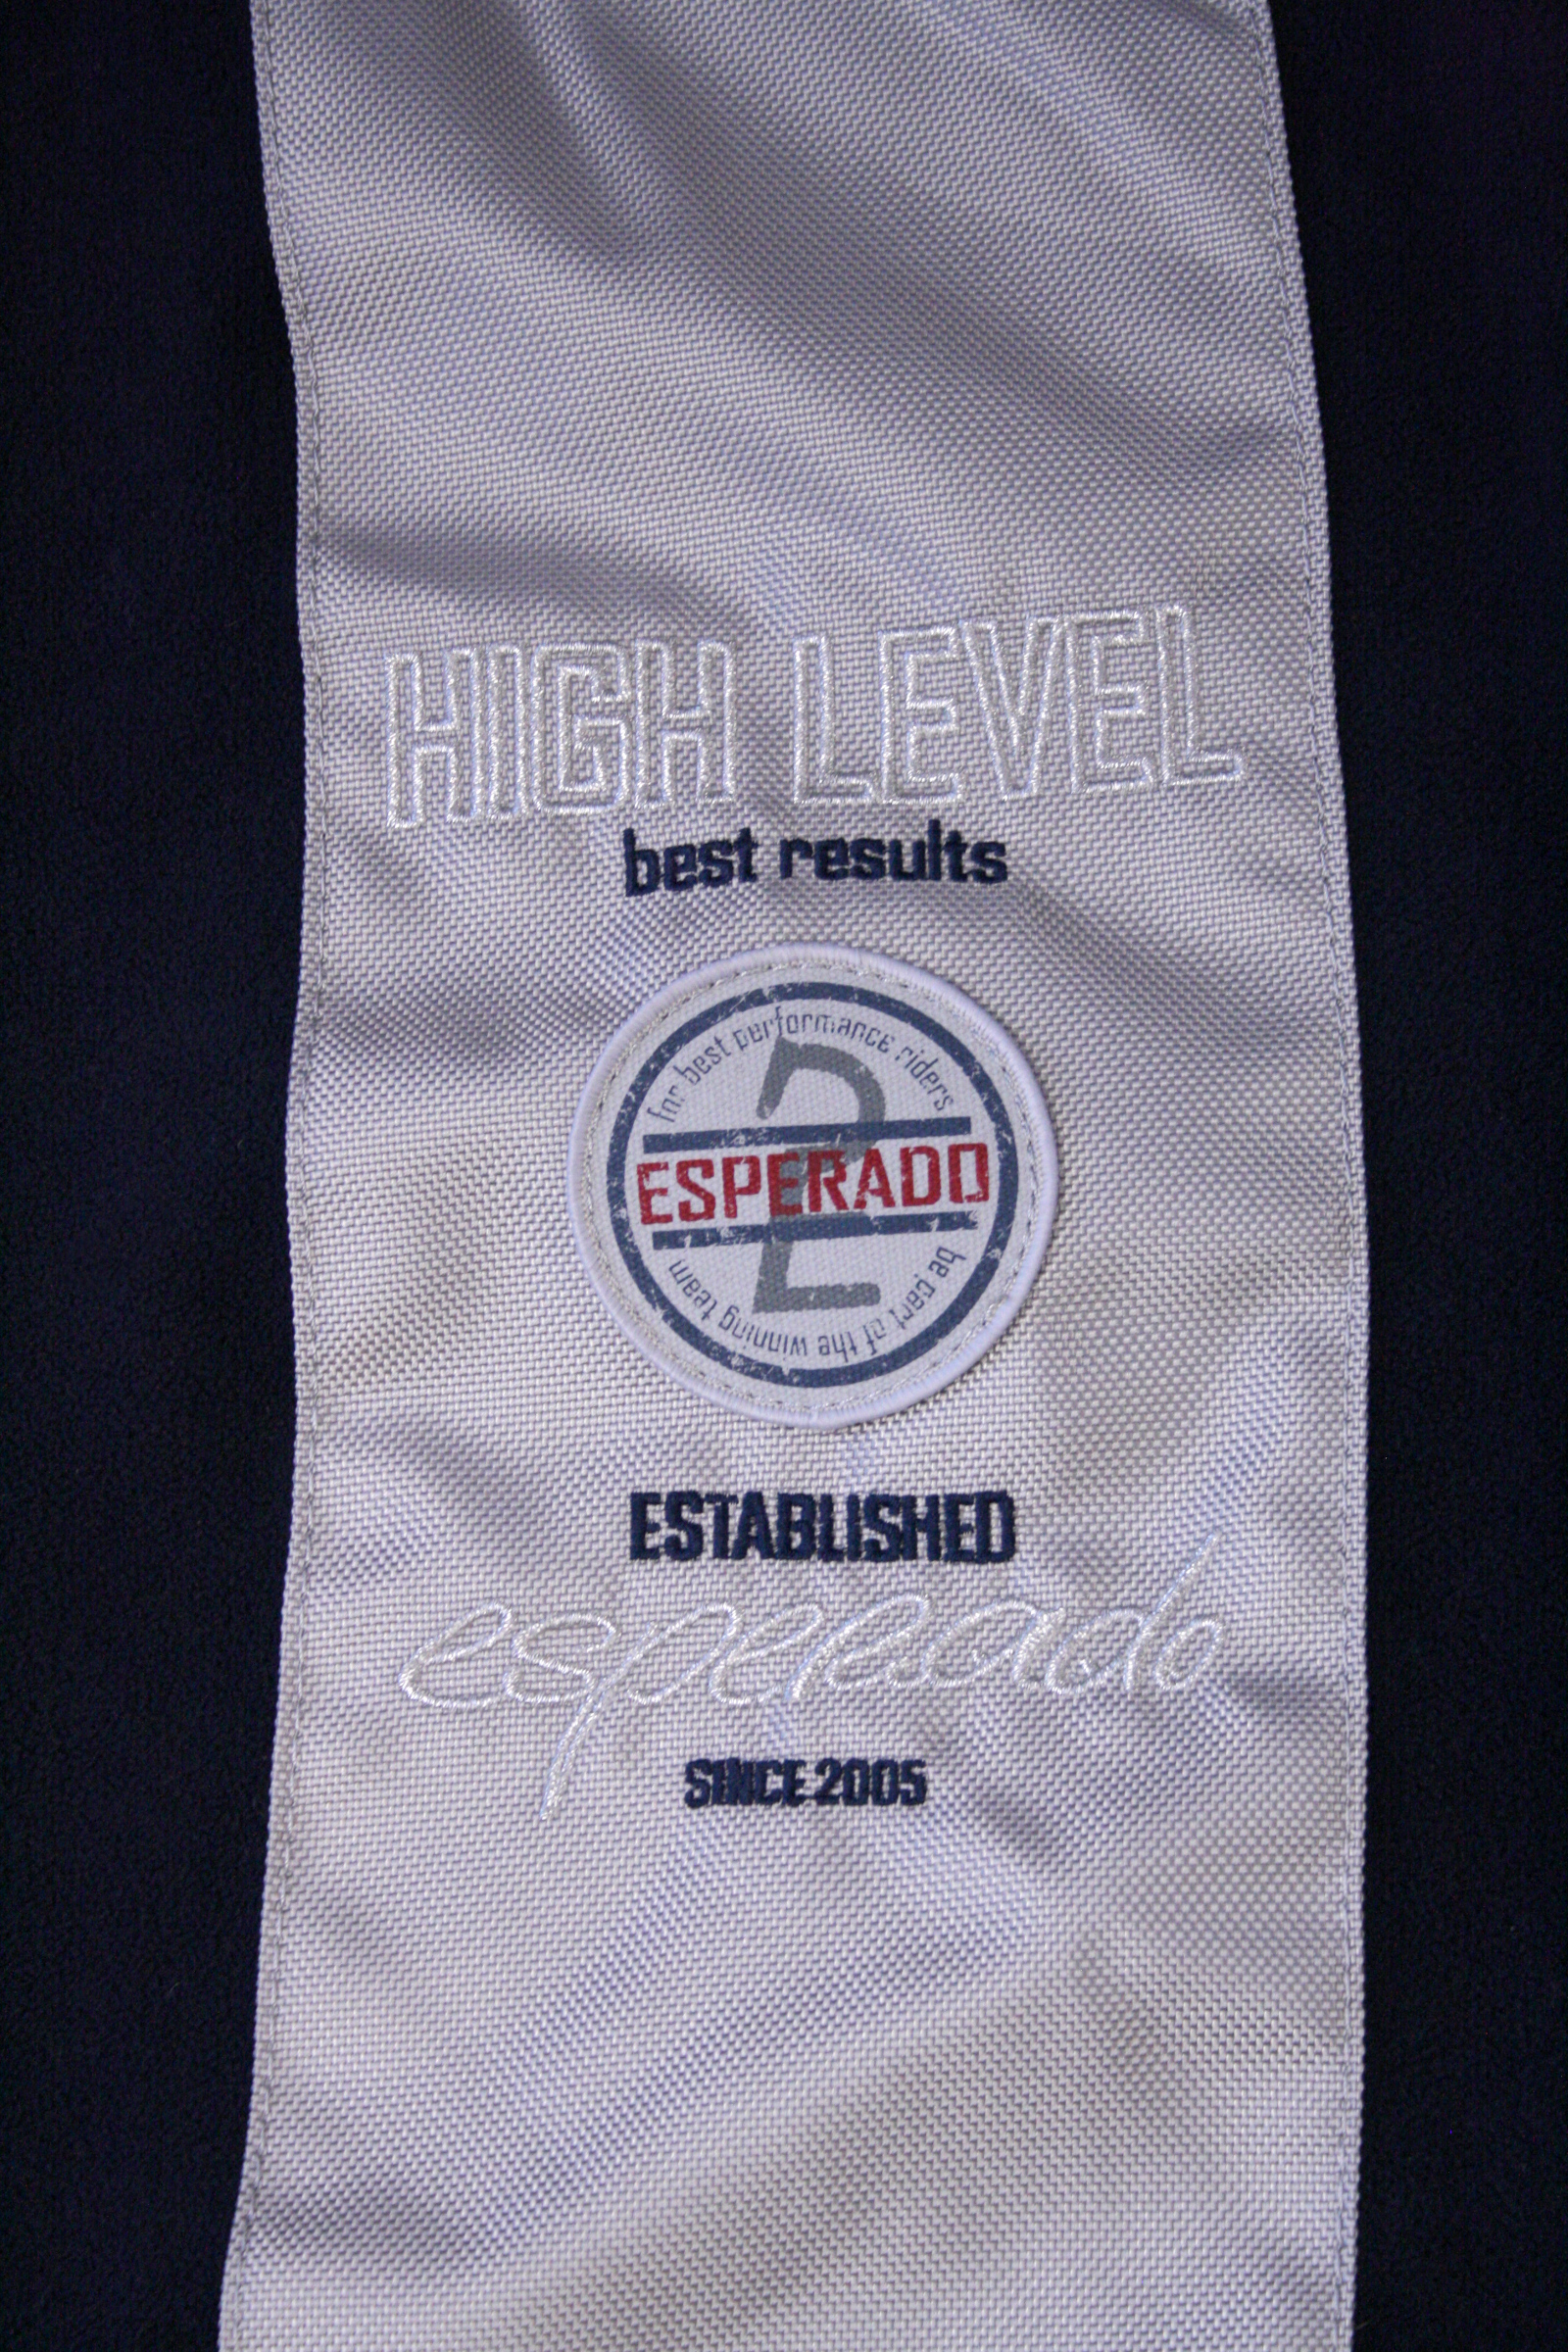 HIGH LEVEL
best results
for best performance riders
ESPERADO
be part of the winning team
ESTABLISHED
esperado
SINCE 2005